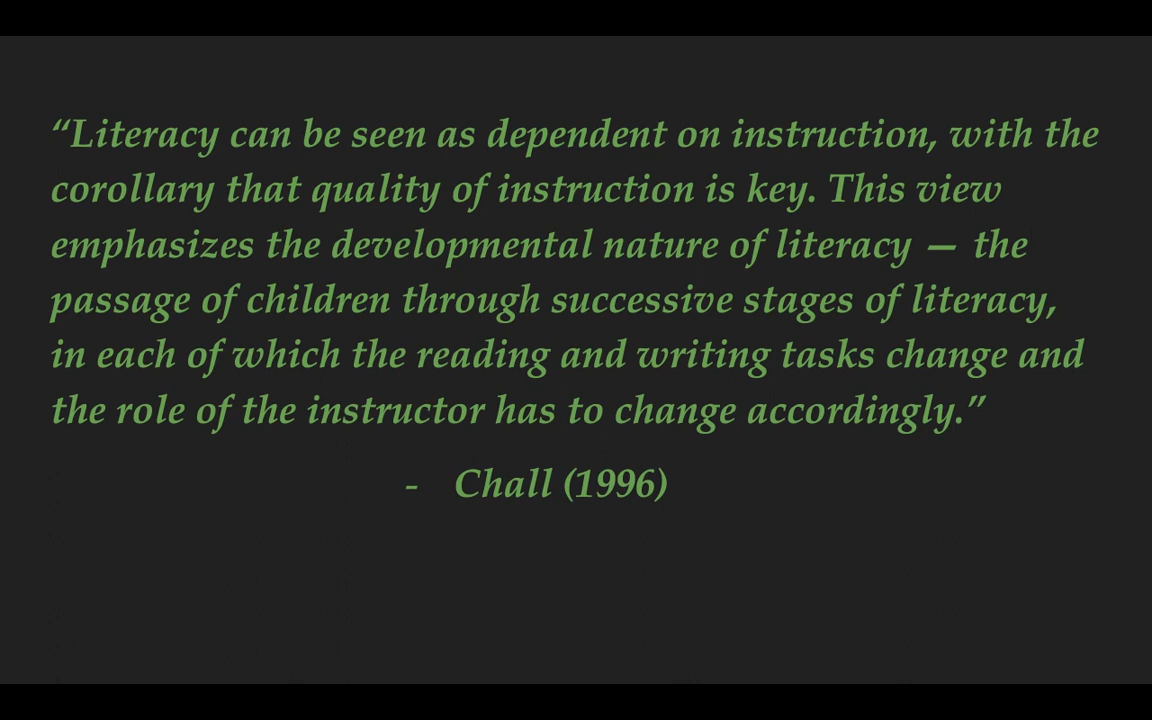 “Literacy can be seen as dependent on instruction, with the
corollary that quality of instruction is key. This view
emphasizes the developmental nature of literacy — the
passage of children through successive stages of literacy,
in each of which the reading and writing tasks change and
the role of the instructor has to change accordingly.”
- Chall (1996)